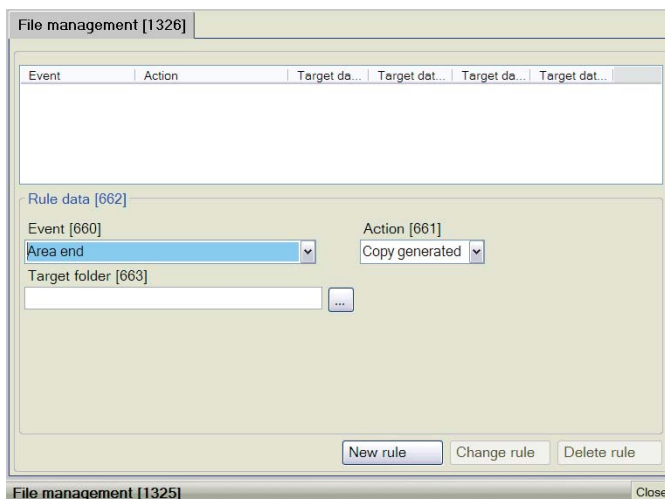 File management [1326]
Event Action Target da... Target dat... Target da... Target dat...
Rule data [662]
Event [660] Action [661]
Area end Copy generated
Target folder [663]
...
New rule Change rule Delete rule
File management [1325] Close